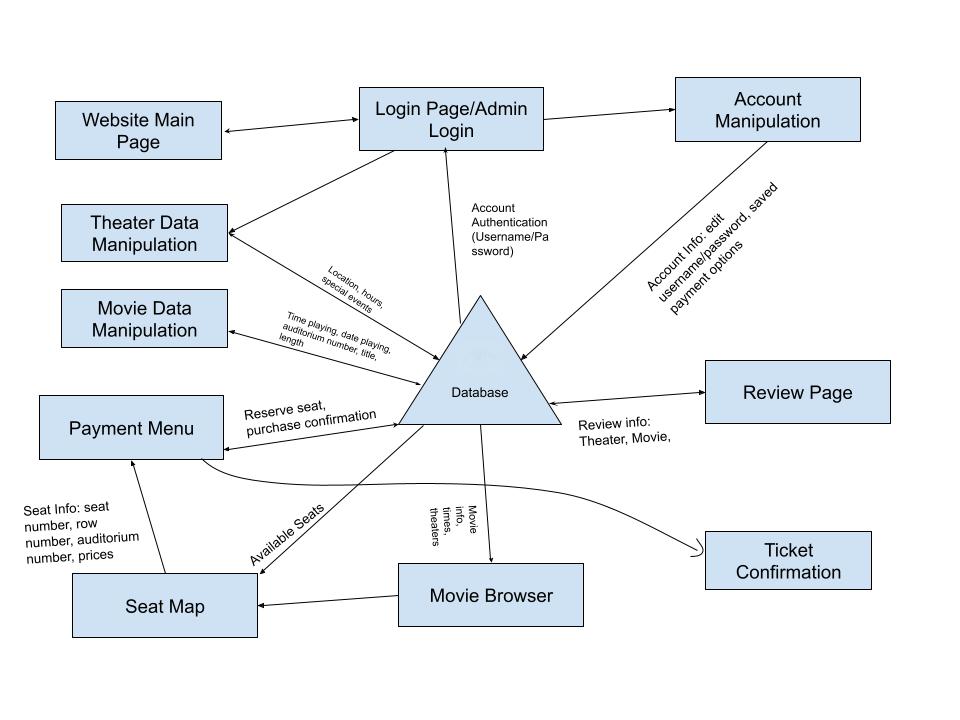 Website Main
Page
Login Page/Admin
Login
Account
Manipulation
Theater Data
Manipulation
Account
Authentication
(Username/Pa
ssword)
Account Info: edit
username/password, saved
payment options
Location, hours,
special events
Movie Data
Manipulation
Time playing, date playing,
auditorium number, title,
length
Database
Review Page
Payment Menu
Reserve seat,
purchase confirmation
Review info:
Theater, Movie,
Seat Info: seat
number, row
number, auditorium
number, prices
Available Seats
Movie
info,
times,
theaters
Ticket
Confirmation
Seat Map
Movie Browser